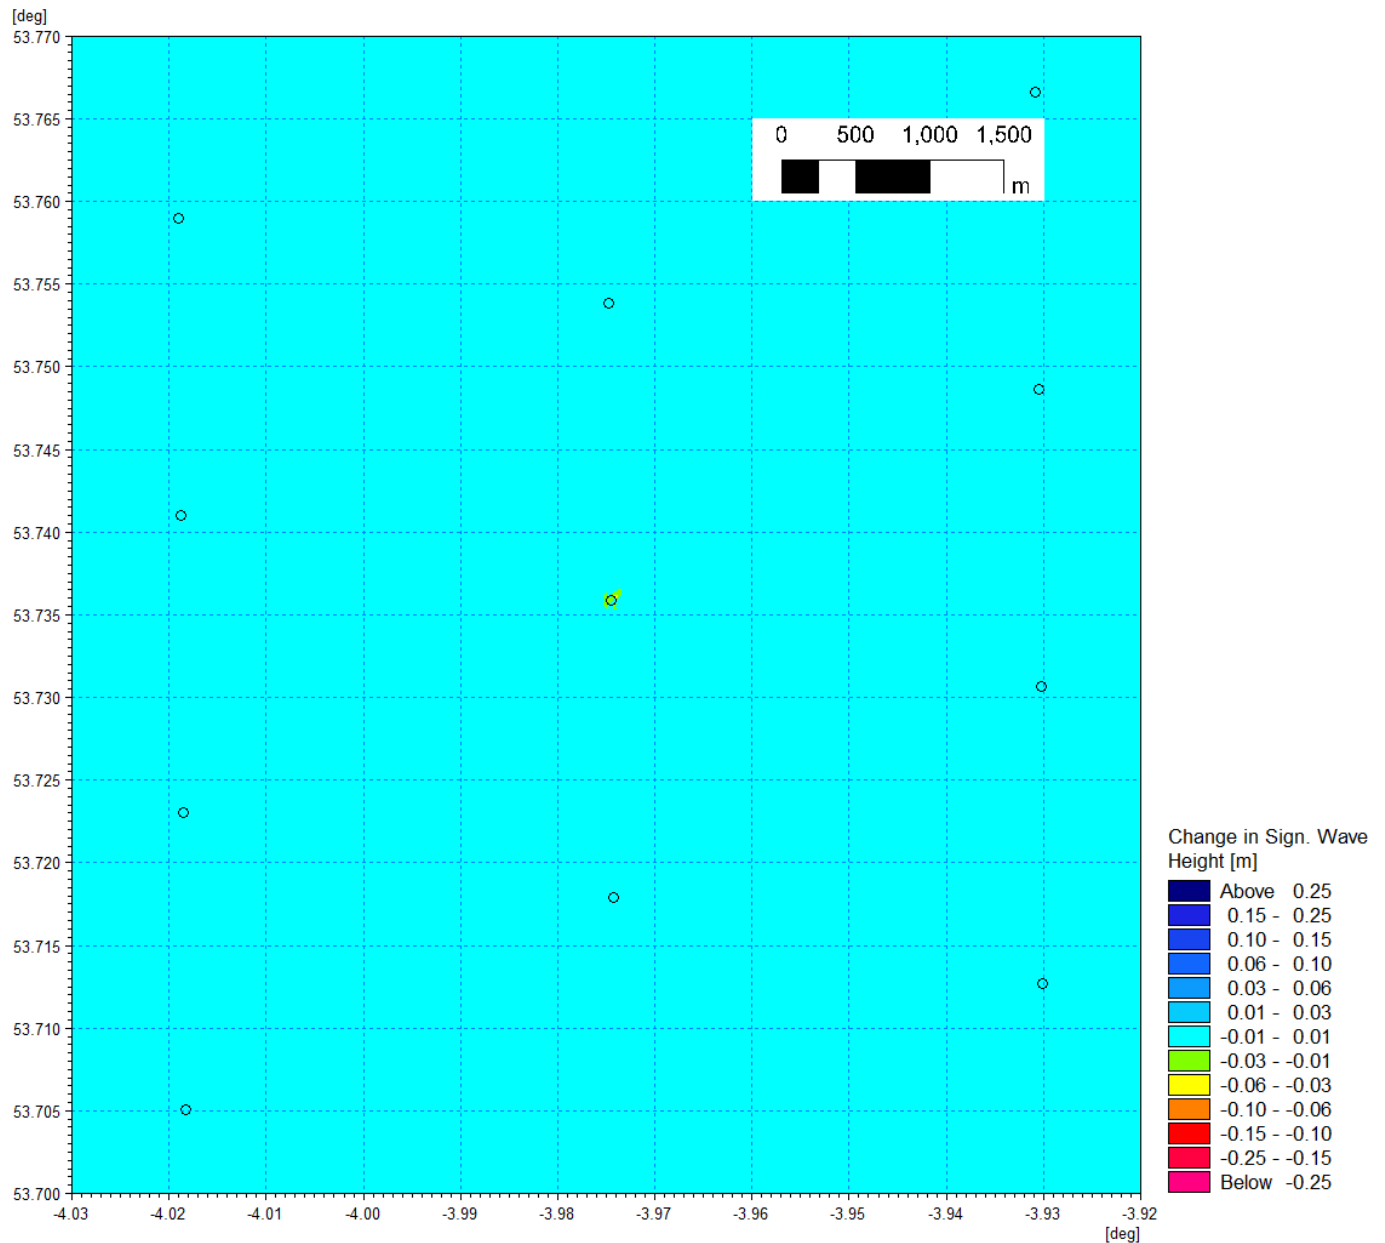 [deg]
53.770
53.765
53.760
53.755
53.750
53.745
53.740
53.735
53.730
53.725
53.720
53.715
53.710
53.705
53.700
0 500 1,000 1,500
m
-4.03 -4.02 -4.01 -4.00 -3.99 -3.98 -3.97 -3.96 -3.95 -3.94 -3.93 -3.92
[deg]
Change in Sign. Wave
Height [m]
Above 0.25
0.15 - 0.25
0.10 - 0.15
0.06 - 0.10
0.03 - 0.06
0.01 - 0.03
-0.01 - 0.01
-0.03 - -0.01
-0.06 - -0.03
-0.10 - -0.06
-0.15 - -0.10
-0.25 - -0.15
Below -0.25